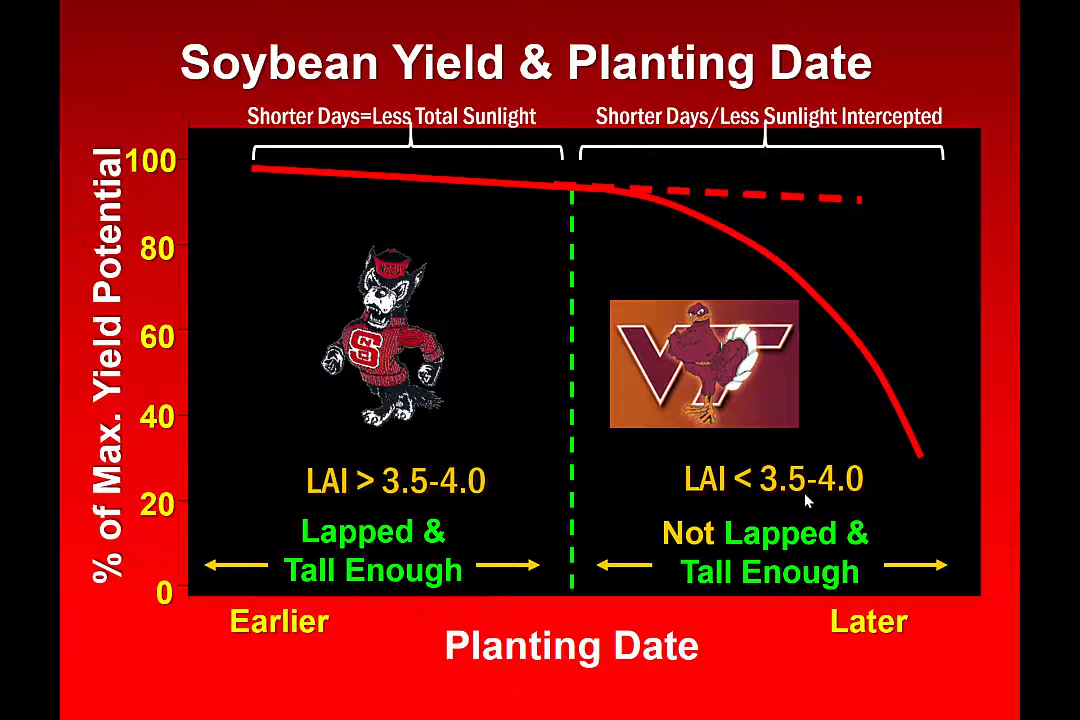 Soybean Yield & Planting Date
Shorter Days=Less Total Sunlight
Shorter Days/Less Sunlight Intercepted
% of Max. Yield Potential
100
80
60
40
20
0
NCSU
S
VT
LAI > 3.5-4.0
Lapped &
Tall Enough
LAI < 3.5-4.0
Not Lapped &
Tall Enough
Earlier
Later
Planting Date